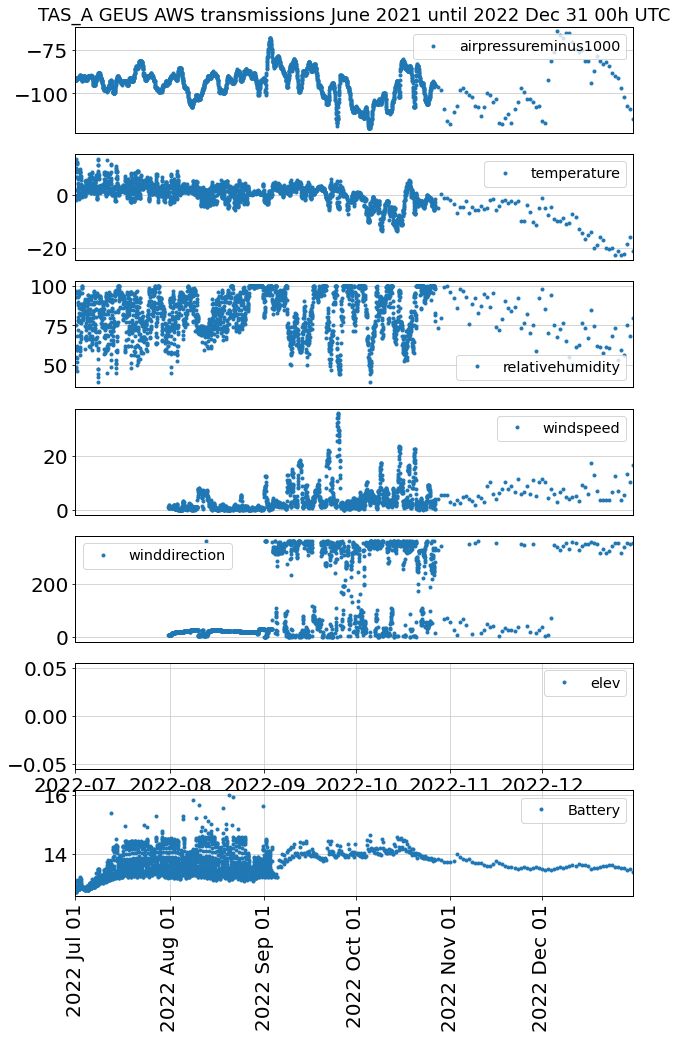 TAS_A GEUS AWS transmissions June 2021 until 2022 Dec 31 00h UTC
−75
−100
airpressureminus1000
0
−20
temperature
100
75
50
relativehumidity
20
0
windspeed
200
0
winddirection
0.05
0.00
−0.05
elev
2022-07 2022-08 2022-09 2022-10 2022-11 2022-12
16
14
Battery
2022 Jul 01
2022 Aug 01
2022 Sep 01
2022 Oct 01
2022 Nov 01
2022 Dec 01